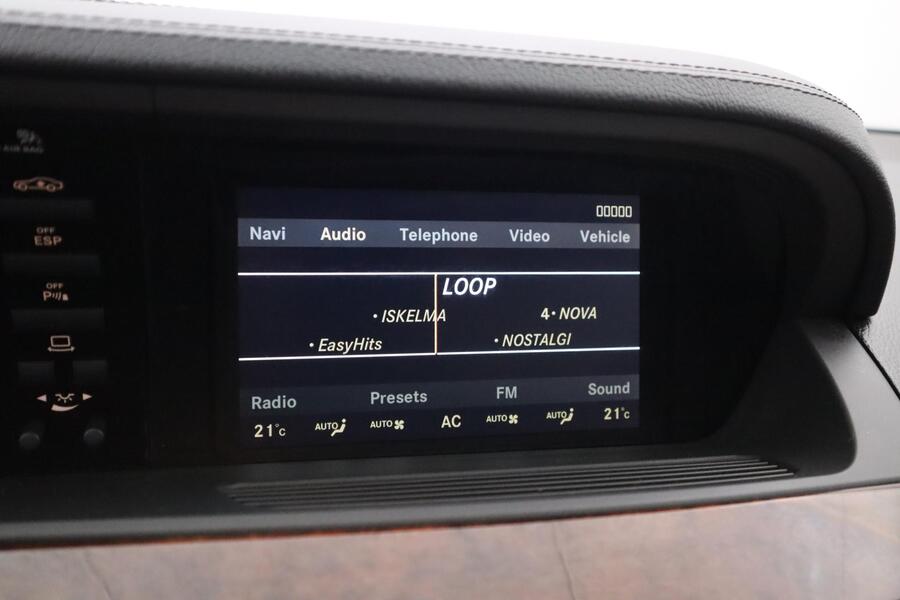 AIR BAG
OFF
ESP
OFF
P
00000
Navi Audio Telephone Video Vehicle
LOOP
• ISKELMA 4 • NOVA
• EasyHits • NOSTALGI
Radio Presets FM Sound
21°C AUTO AUTO AC AUTO AUTO 21°C